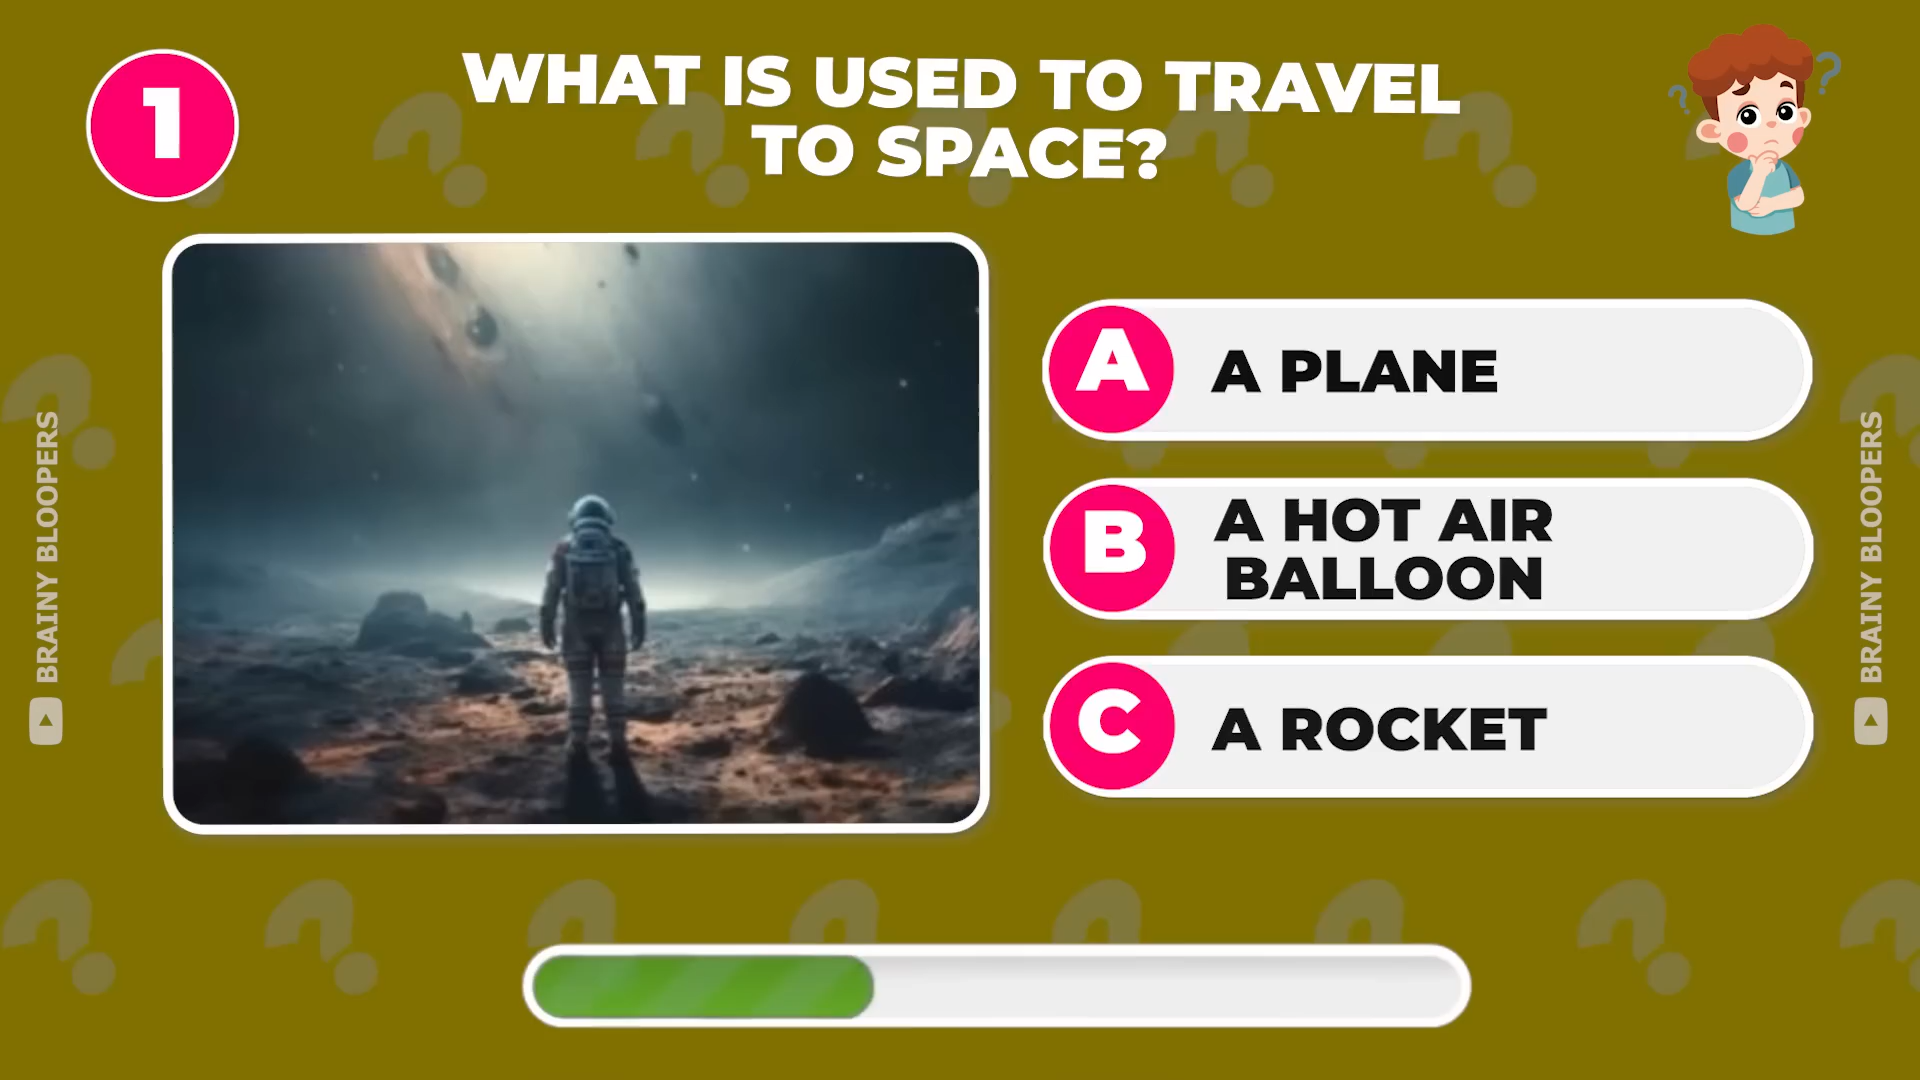 1
WHAT IS USED TO TRAVEL
TO SPACE?
A
A PLANE
B
A HOT AIR
BALLOON
C
A ROCKET
BRAINY BLOOPERS
BRAINY BLOOPERS